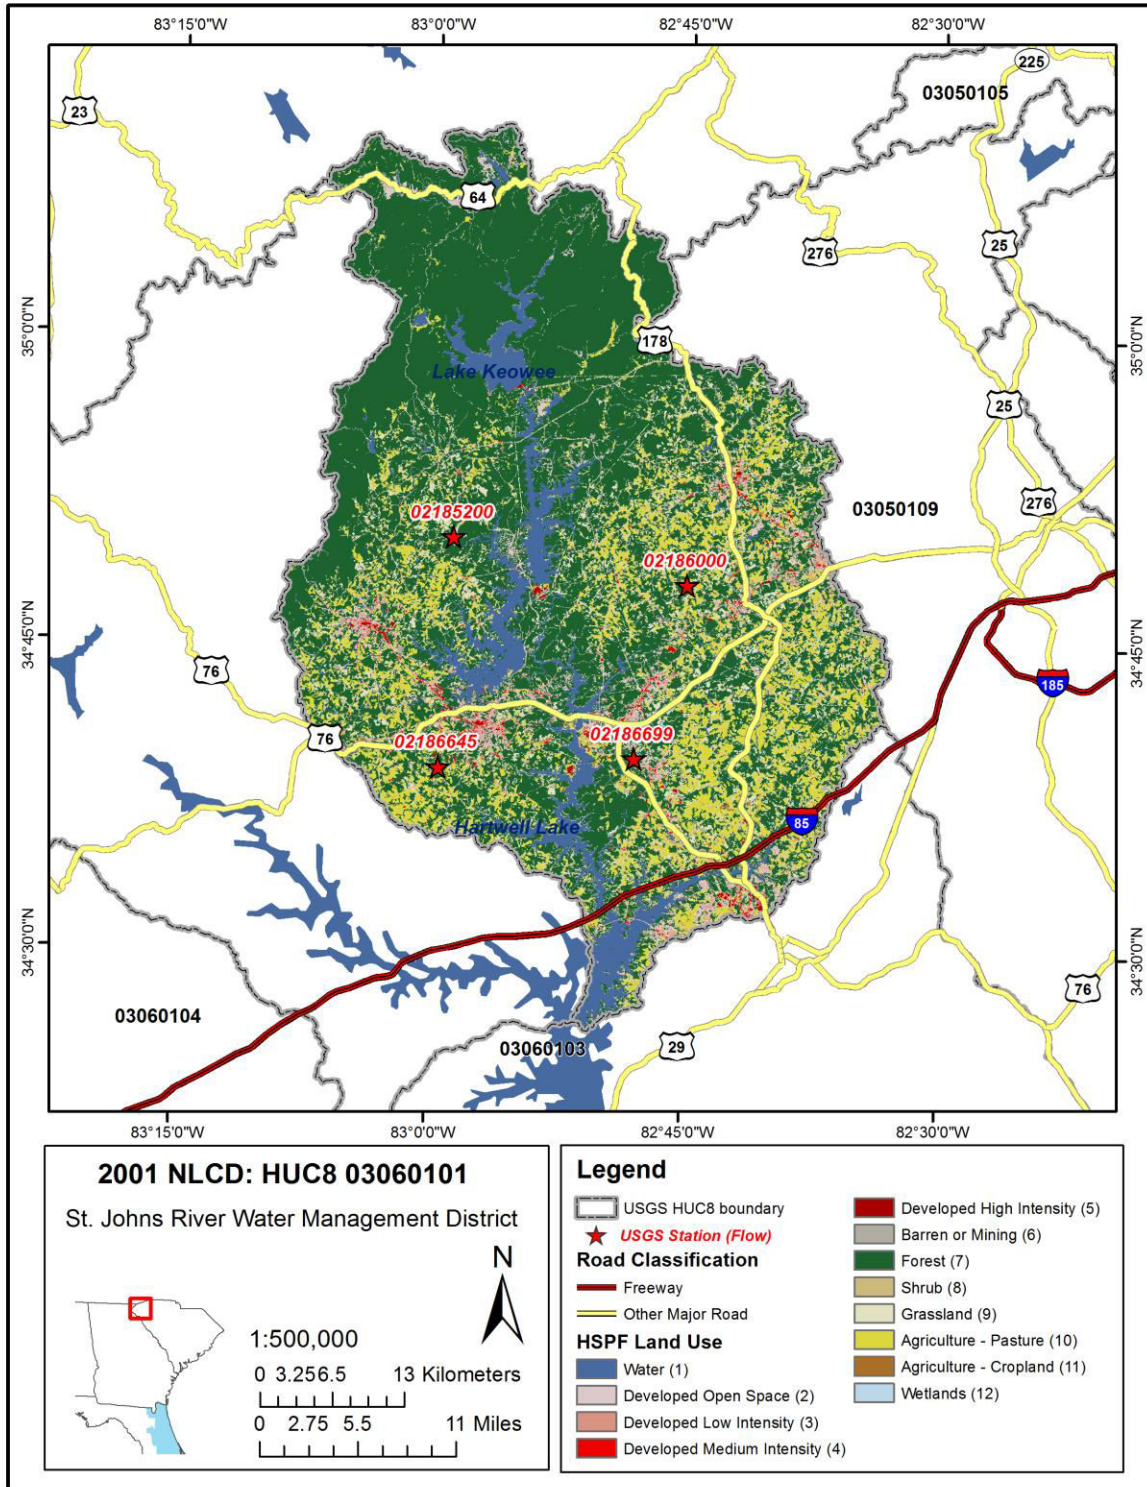 83°15'0"W 83°0'0"W 82°45'0"W 82°30'0"W
225
03050105
23
64
25
276
35°0'0"N
178
35°0'0"N
Lake Keowee
25
276
02185200
03050109
02186000
34°45'0"N
34°45'0"N
76
185
76
02186645
02186699
85
Hartwell Lake
34°30'0"N
34°30'0"N
76
03060104
03060103
29
83°15'0"W 83°0'0"W 82°45'0"W 82°30'0"W
2001 NLCD: HUC8 03060101
St. Johns River Water Management District
N
1:500,000
0 3.25 6.5 13 Kilometers
0 2.75 5.5 11 Miles
Legend
USGS HUC8 boundary
USGS Station (Flow)
Road Classification
Freeway
Other Major Road
HSPF Land Use
Water (1)
Developed Open Space (2)
Developed Low Intensity (3)
Developed Medium Intensity (4)
Developed High Intensity (5)
Barren or Mining (6)
Forest (7)
Shrub (8)
Grassland (9)
Agriculture - Pasture (10)
Agriculture - Cropland (11)
Wetlands (12)